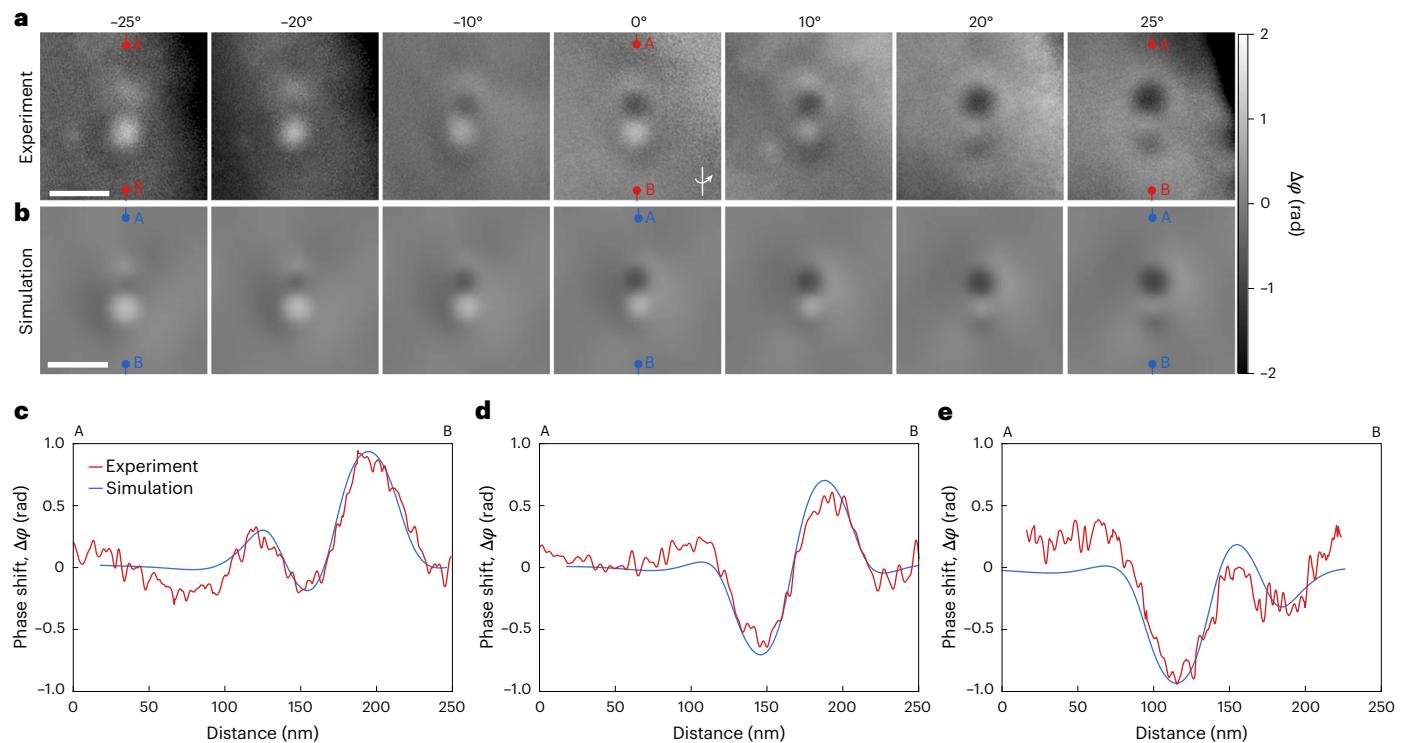 a
–25°
–20°
–10°
0°
10°
20°
25°
Experiment
A
B
A
B
A
B
2
1
0
–1
–2
Δφ (rad)
b
Simulation
A
B
A
B
A
B
c
A
B
1.0
0.5
0
–0.5
–1.0
Phase shift, Δφ (rad)
Experiment
Simulation
0
50
100
150
200
250
Distance (nm)
d
A
B
1.0
0.5
0
–0.5
–1.0
Phase shift, Δφ (rad)
0
50
100
150
200
250
Distance (nm)
e
A
B
1.0
0.5
0
–0.5
–1.0
Phase shift, Δφ (rad)
0
50
100
150
200
250
Distance (nm)